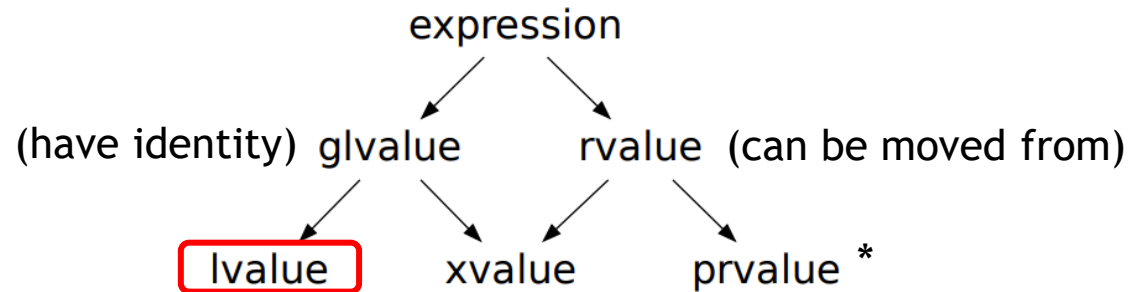 expression
(have identity) glvalue rvalue (can be moved from)
lvalue xvalue prvalue *